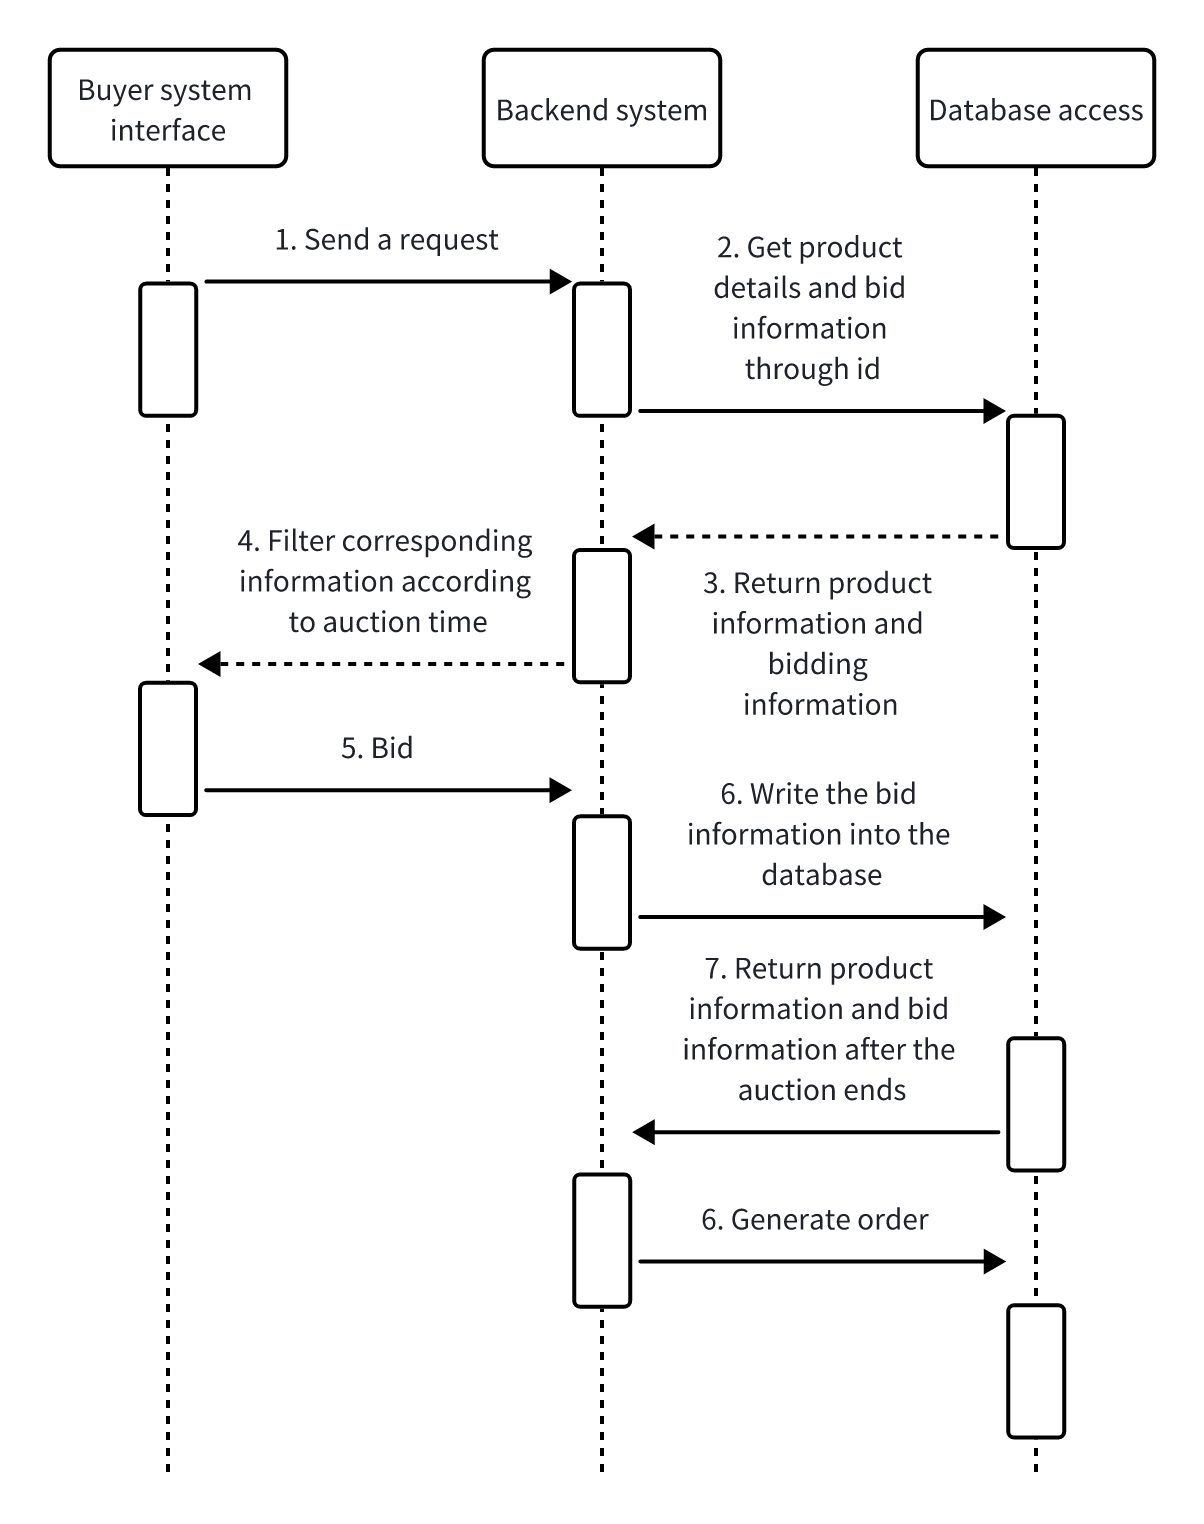 Buyer system
interface
Backend system
Database access
1. Send a request
2. Get product
details and bid
information
through id
3. Return product
information and
bidding
information
4. Filter corresponding
information according
to auction time
5. Bid
6. Write the bid
information into the
database
7. Return product
information and bid
information after the
auction ends
6. Generate order